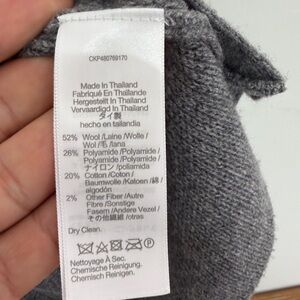 CKP480769170
Made In Thailand
Fabriqué En Thaïlande
Hergestellt In Thailand
Vervaardigd In Thailand
タイ製
hecho en tailandia
52% Wool /Laine /Wolle /
Wol /毛 /lana
26% Polyamide /Polyamide /
Polyamide /Polyamide /
ナイロン /poliamida
20% Cotton /Coton /
Baumwolle /Katoen /綿 /
algodón
2% Other Fiber /Autre
Fibre /Sonstige
Fasern /Andere Vezel /
その他繊維 /otras
Dry Clean.
Nettoyage À Sec.
Chemische Reinigung.
Chemisch Reinigen.